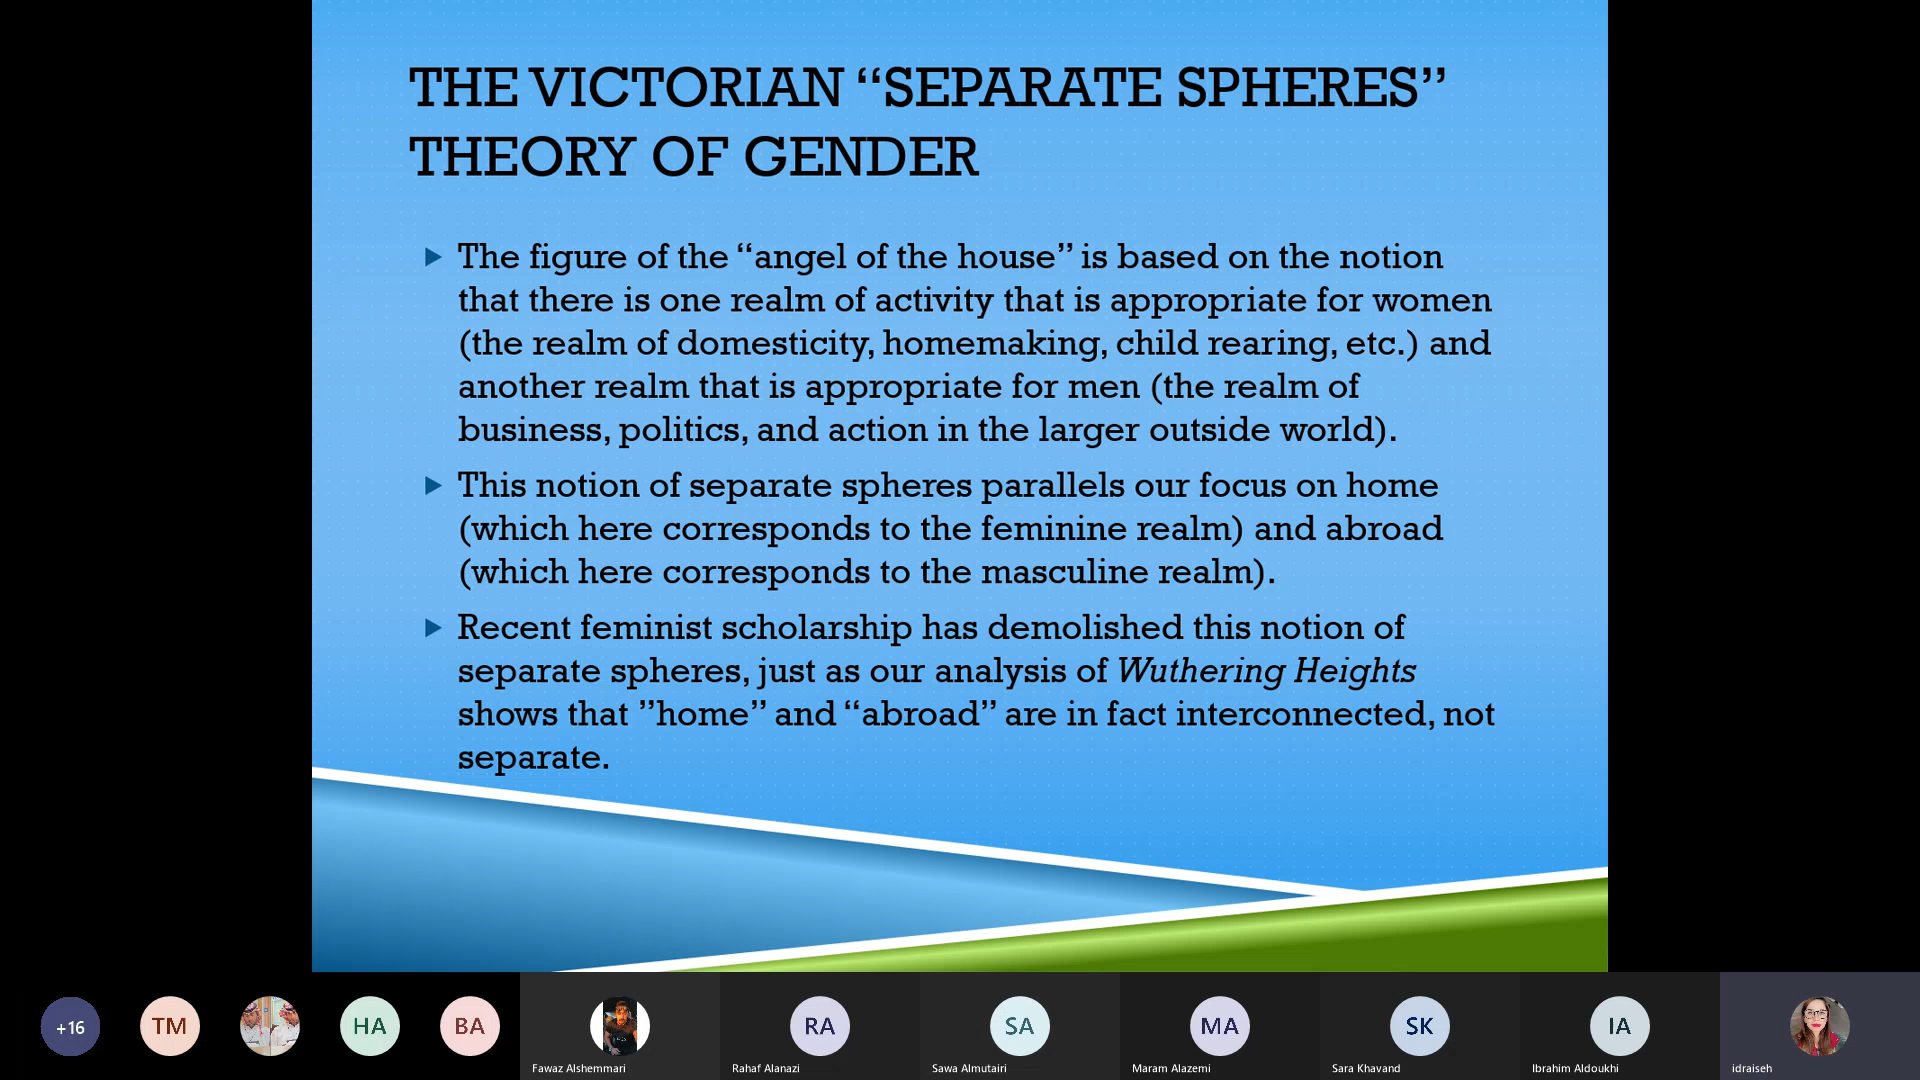 THE VICTORIAN “SEPARATE SPHERES”
THEORY OF GENDER
The figure of the “angel of the house” is based on the notion
that there is one realm of activity that is appropriate for women
(the realm of domesticity, homemaking, child rearing, etc.) and
another realm that is appropriate for men (the realm of
business, politics, and action in the larger outside world).
This notion of separate spheres parallels our focus on home
(which here corresponds to the feminine realm) and abroad
(which here corresponds to the masculine realm).
Recent feminist scholarship has demolished this notion of
separate spheres, just as our analysis of Wuthering Heights
shows that ”home” and “abroad” are in fact interconnected, not
separate.
+16
TM
HA
BA
RA
SA
MA
SK
IA
Fawaz Alshemmari
Rahaf Alanazi
Sawa Almutairi
Maram Alazemi
Sara Khavand
Ibrahim Aldoukhi
idraiseh